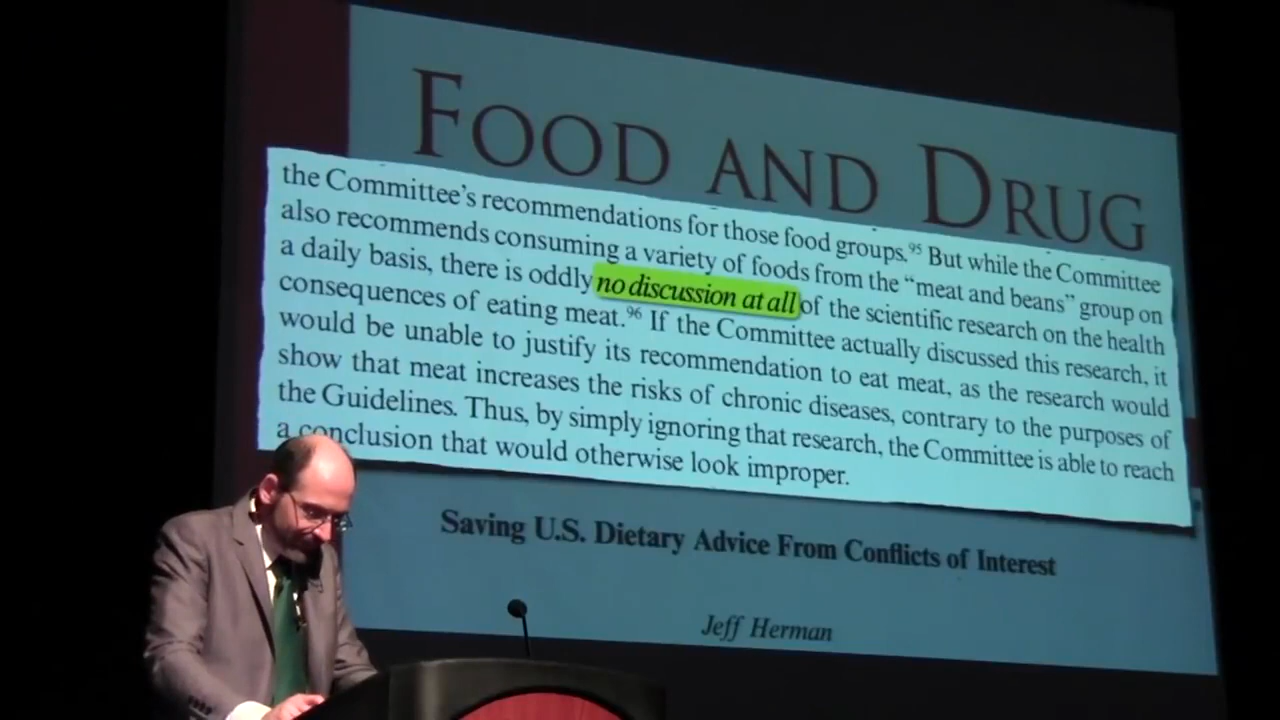 FOOD AND DRUG
the Committee's recommendations for those food groups.95 But while the Committee
also recommends consuming a variety of foods from the “meat and beans” group on
a daily basis, there is oddly no discussion at all of the scientific research on the health
consequences of eating meat.96 If the Committee actually discussed this research, it
would be unable to justify its recommendation to eat meat, as the research would
show that meat increases the risks of chronic diseases, contrary to the purposes of
the Guidelines. Thus, by simply ignoring that research, the Committee is able to reach
a conclusion that would otherwise look improper.
Saving U.S. Dietary Advice From Conflicts of Interest
Jeff Herman